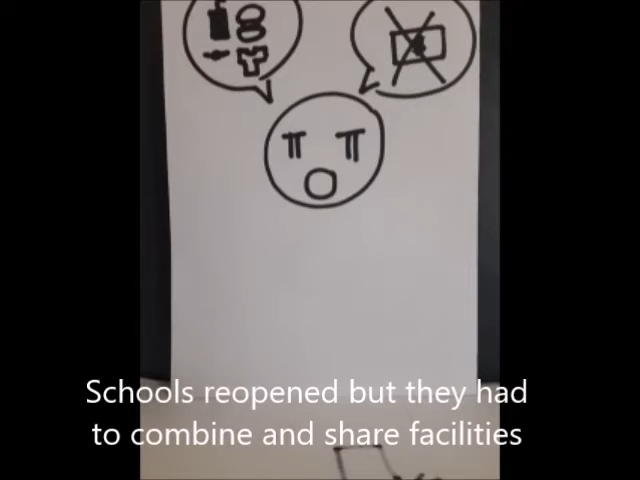 Schools reopened but they had
to combine and share facilities